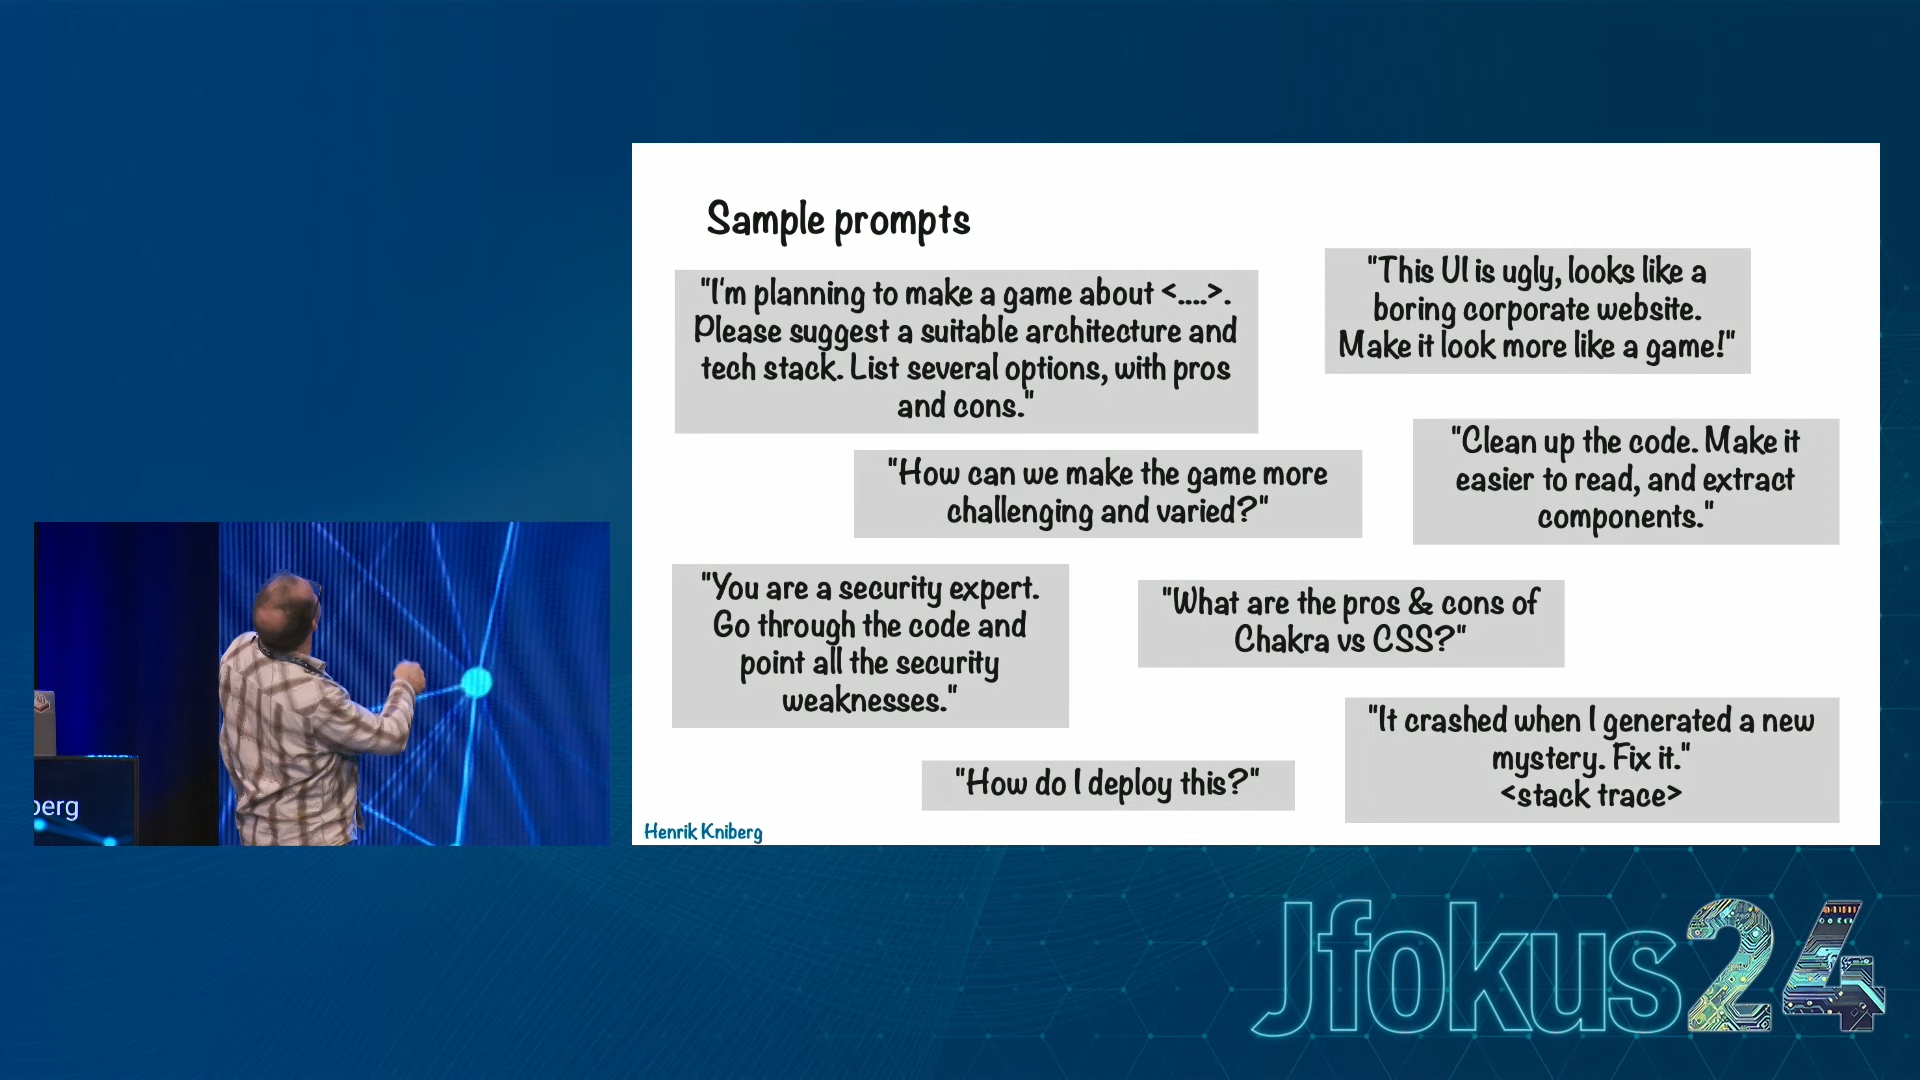 Sample prompts
"I'm planning to make a game about <....>.
Please suggest a suitable architecture and
tech stack. List several options, with pros
and cons."
"This UI is ugly, looks like a
boring corporate website.
Make it look more like a game!"
"How can we make the game more
challenging and varied?"
"Clean up the code. Make it
easier to read, and extract
components."
"You are a security expert.
Go through the code and
point all the security
weaknesses."
"What are the pros & cons of
Chakra vs CSS?"
"It crashed when I generated a new
mystery. Fix it."
<stack trace>
"How do I deploy this?"
Henrik Kniberg
berg
Jfokus24